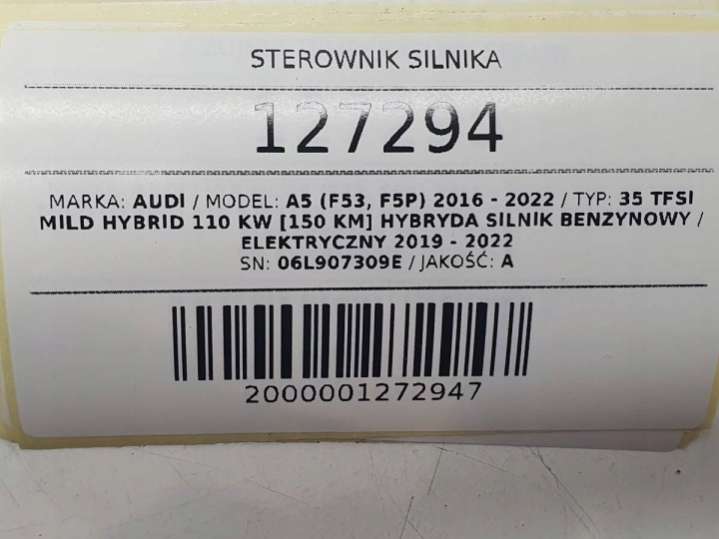 STEROWNIK SILNIKA
127294
MARKA: AUDI / MODEL: A5 (F53, F5P) 2016 - 2022 / TYP: 35 TFSI
MILD HYBRID 110 KW [150 KM] HYBRYDA SILNIK BENZYNOWY /
ELEKTRYCZNY 2019 - 2022
SN: 06L907309E / JAKOŚĆ: A
2000001272947